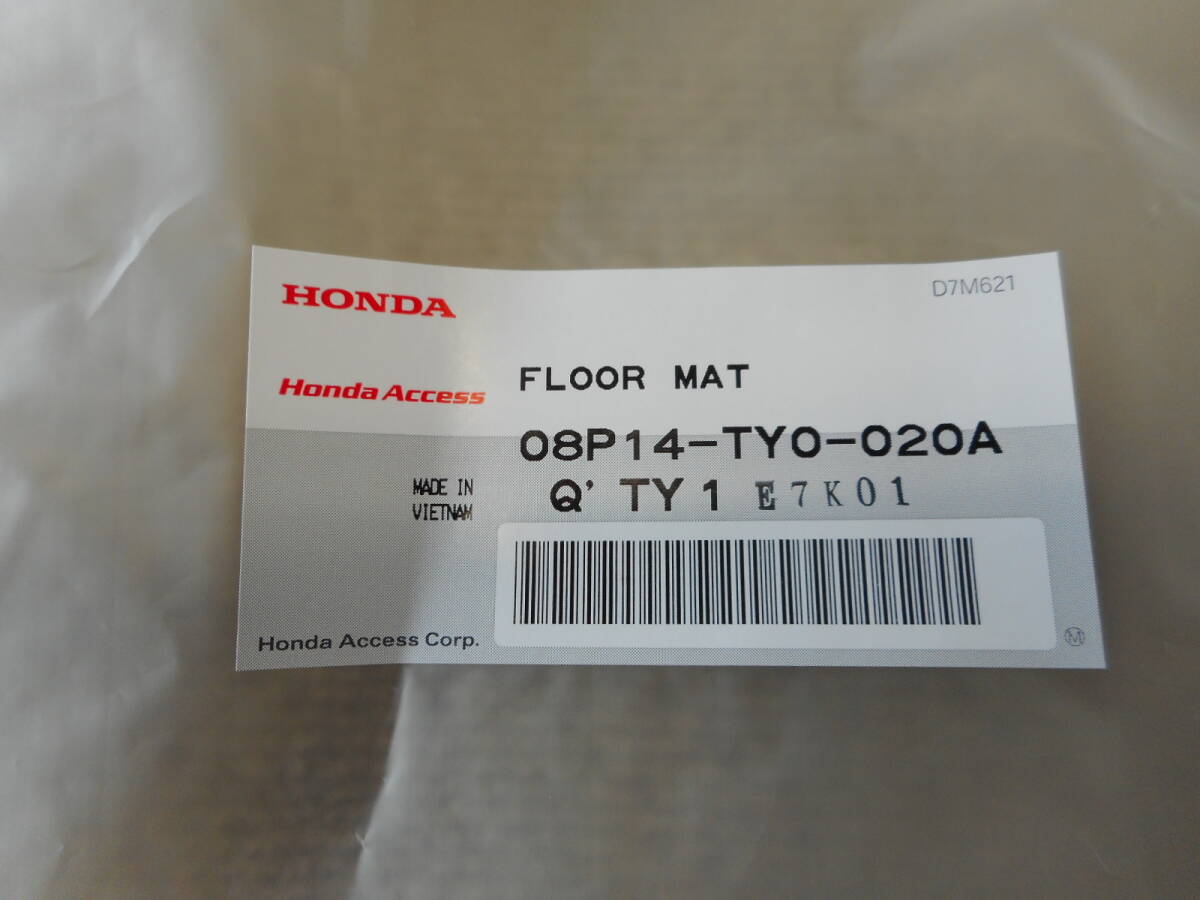 HONDA
D7M621
Honda Access
FLOOR MAT
08P14-TY0-020A
MADE IN
VIETNAM
Q'TY 1 E7K01
Honda Access Corp.
M